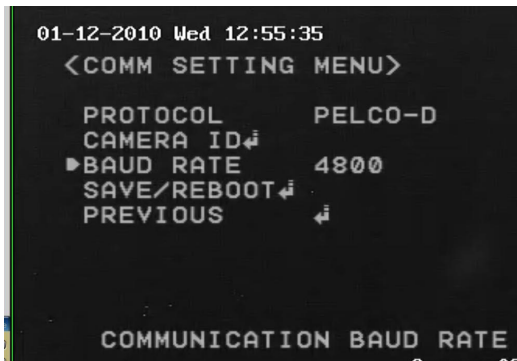 01-12-2010 Wed 12:55:35
<COMM SETTING MENU>
PROTOCOL PELCO-D
CAMERA ID↲
▶BAUD RATE 4800
SAVE/REBOOT↲
PREVIOUS ↲
COMMUNICATION BAUD RATE